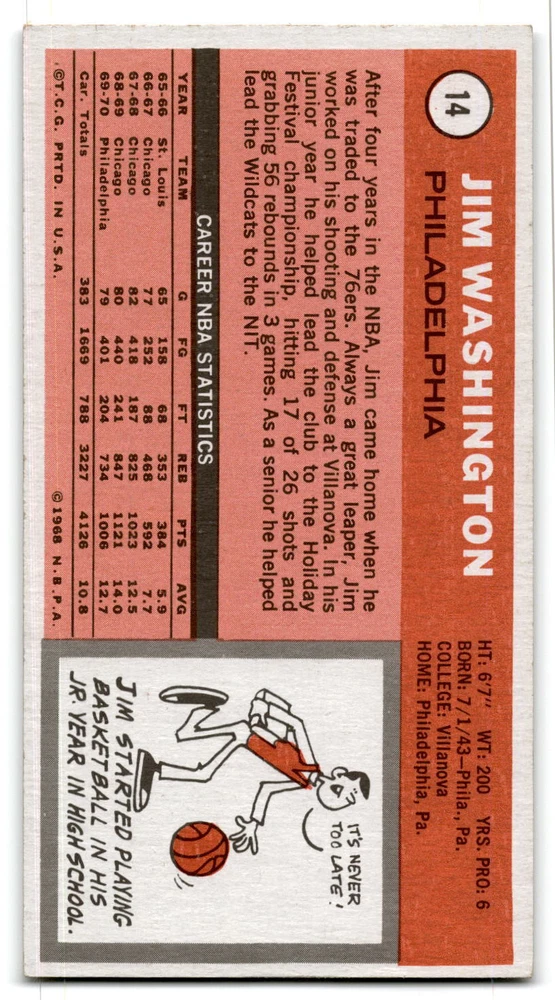 14
JIM WASHINGTON
PHILADELPHIA
HT: 6'7" WT: 200 YRS. PRO: 6
BORN: 7/1/43—Phila., Pa.
COLLEGE: Villanova
HOME: Philadelphia, Pa.
After four years in the NBA, Jim came home when he
was traded to the 76ers. Always a great leaper, Jim
worked on his shooting and defense at Villanova. In his
junior year he helped lead the club to the Holiday
Festival championship, hitting 17 of 26 shots and
grabbing 56 rebounds in 3 games. As a senior he helped
lead the Wildcats to the NIT.
CAREER NBA STATISTICS
YEAR TEAM G FG FT REB PTS AVG
65-66 St. Louis 65 158 68 353 384 5.9
66-67 Chicago 77 252 88 468 592 7.7
67-68 Chicago 82 418 187 825 1023 12.5
68-69 Chicago 80 440 241 847 1121 14.0
69-70 Philadelphia 79 401 204 734 1006 12.7
Car. Totals 383 1669 788 3227 4126 10.8
©T.C.G. PRTD. IN U.S.A. ©1968 N.B.P.A.
IT'S NEVER
TOO LATE!
JIM STARTED PLAYING
BASKETBALL IN HIS
JR. YEAR IN HIGH SCHOOL.